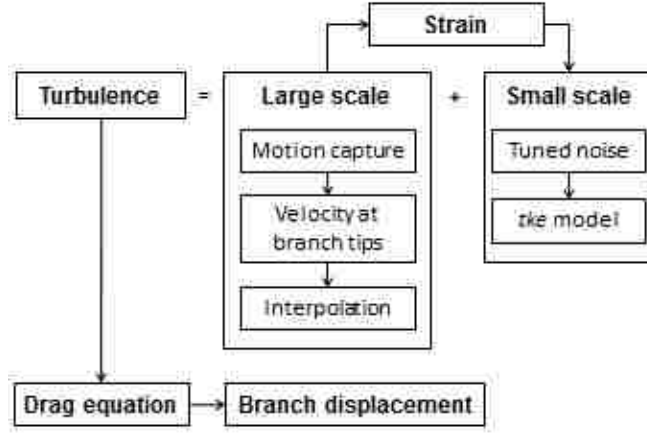 Strain
Turbulence
=
Large scale
+
Small scale
Motion capture
Tuned noise
Velocity at
branch tips
tke model
Interpolation
Drag equation
Branch displacement